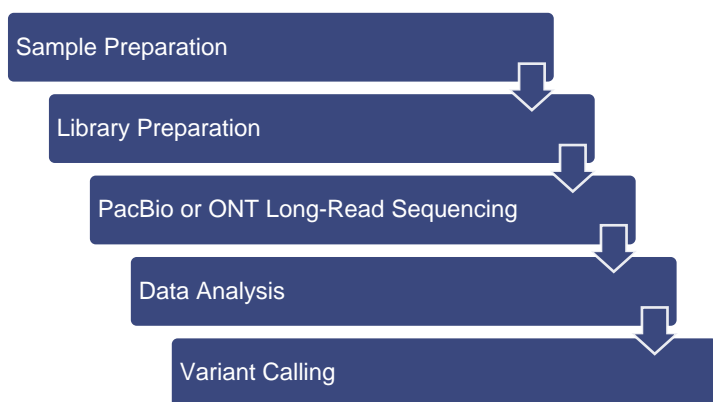 Sample Preparation
Library Preparation
PacBio or ONT Long-Read Sequencing
Data Analysis
Variant Calling